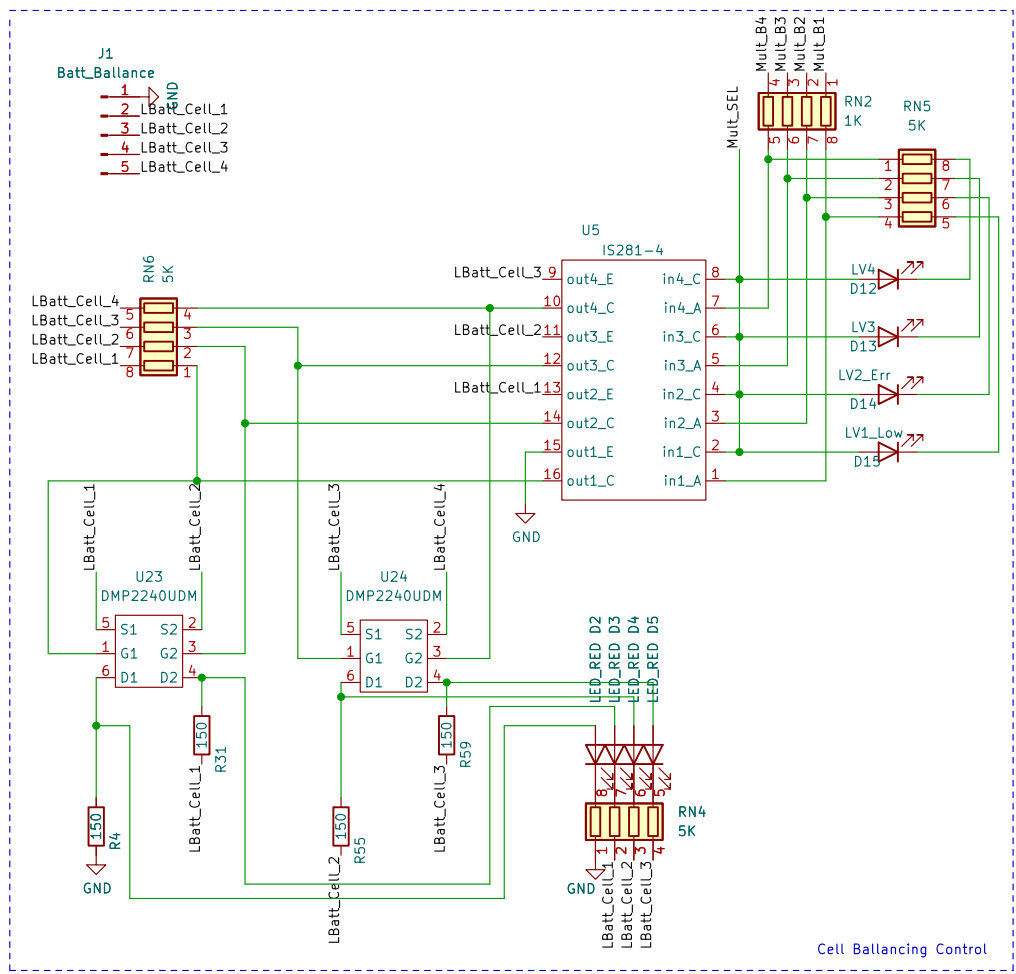 J1
Batt_Ballance
1
GND
2 LBatt_Cell_1
3 LBatt_Cell_2
4 LBatt_Cell_3
5 LBatt_Cell_4
Mult_B4
Mult_B3
Mult_B2
Mult_B1
Mult_SEL
4 3 2 1
RN2
1K
5 6 7 8
RN5
5K
1 8
2 7
3 6
4 5
U5
IS281-4
LBatt_Cell_3 9 out4_E in4_C 8
10 out4_C in4_A 7
LBatt_Cell_2 11 out3_E in3_C 6
12 out3_C in3_A 5
LBatt_Cell_1 13 out2_E in2_C 4
14 out2_C in2_A 3
15 out1_E in1_C 2
16 out1_C in1_A 1
GND
LV4
D12
LV3
D13
LV2_Err
D14
LV1_Low
D15
RN6
5K
LBatt_Cell_4 5 4
LBatt_Cell_3 6 3
LBatt_Cell_2 7 2
LBatt_Cell_1 8 1
LBatt_Cell_1
LBatt_Cell_2
LBatt_Cell_3
LBatt_Cell_4
U23
DMP2240UDM
5 S1 S2 2
1 G1 G2 3
6 D1 D2 4
U24
DMP2240UDM
5 S1 S2 2
1 G1 G2 3
6 D1 D2 4
150
R31
LBatt_Cell_1
150
R59
LBatt_Cell_3
150
R4
GND
150
R55
LBatt_Cell_2
LED_RED D2
LED_RED D3
LED_RED D4
LED_RED D5
8 7 6 5
RN4
5K
1 2 3 4
GND
LBatt_Cell_1
LBatt_Cell_2
LBatt_Cell_3
Cell Ballancing Control